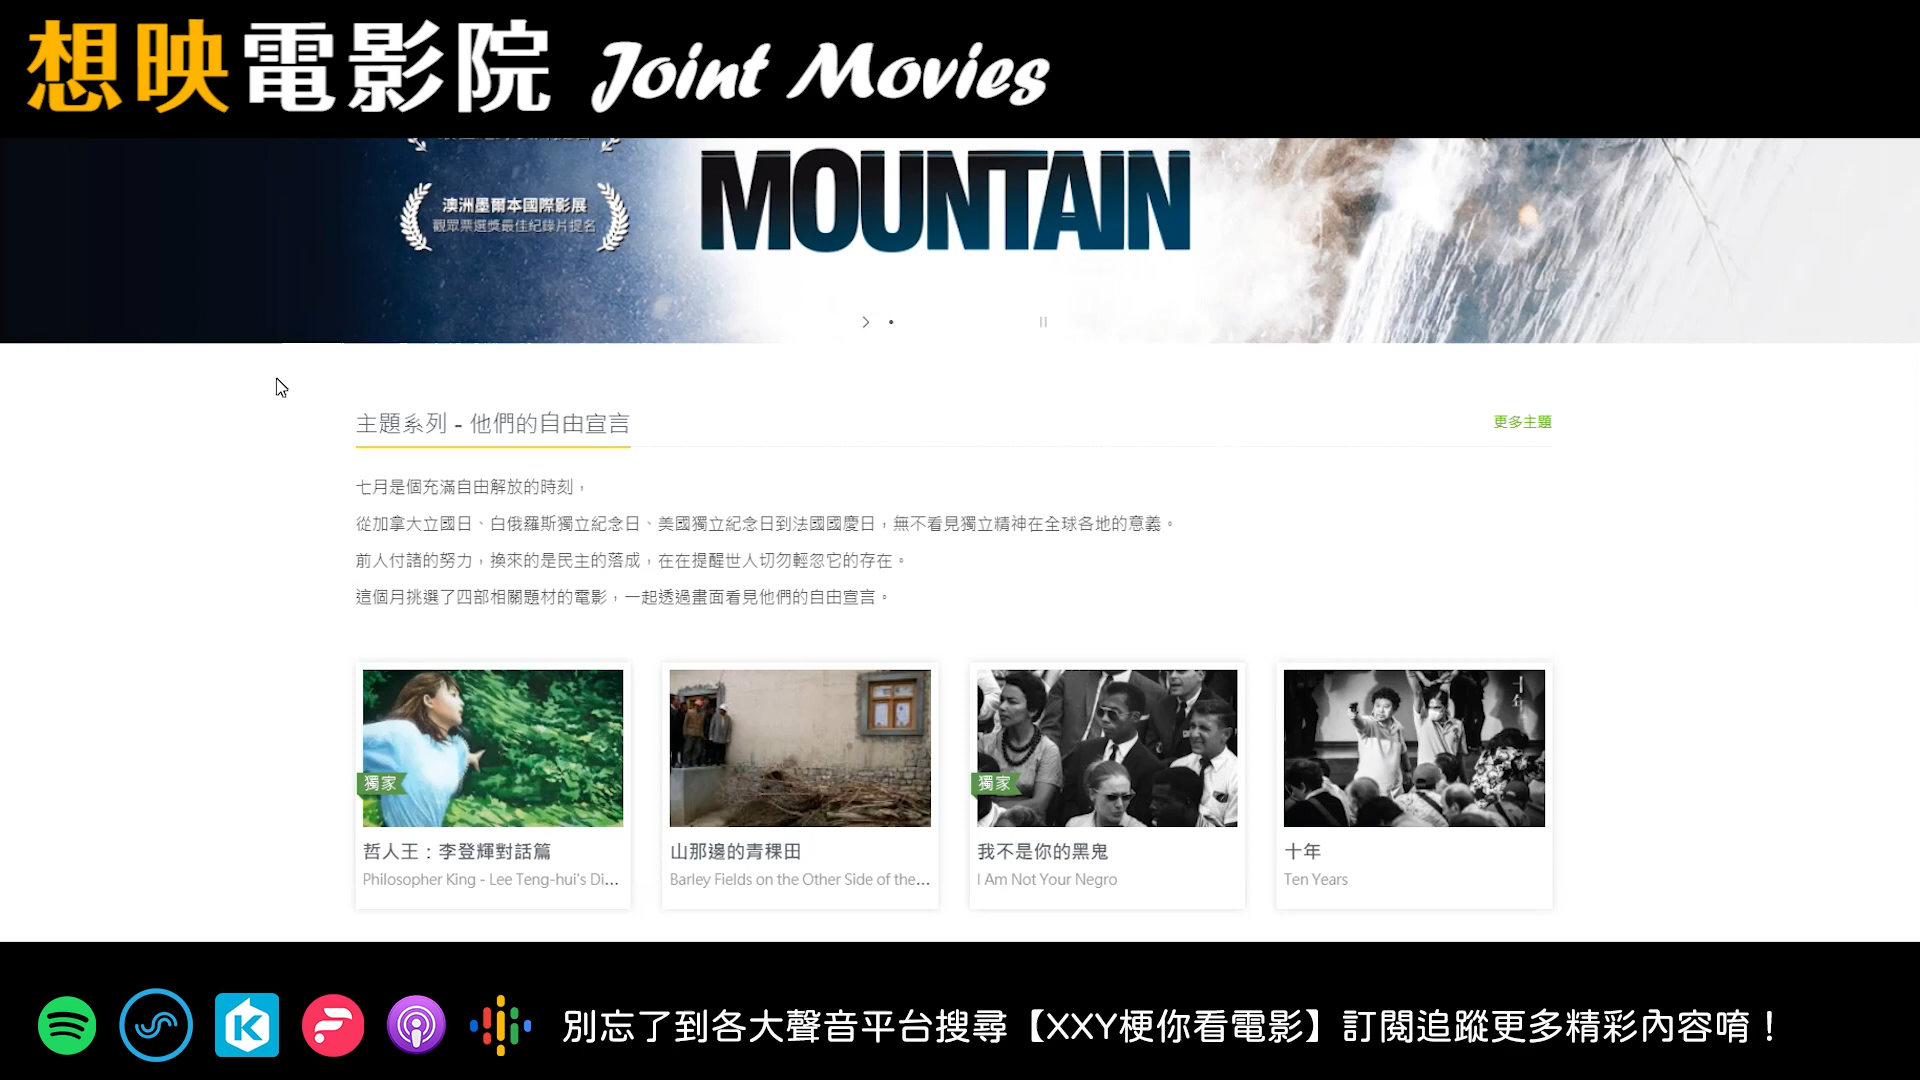 想映電影院 Joint Movies
MOUNTAIN
澳洲墨爾本國際影展
觀眾票選獎最佳紀錄片提名
主題系列 - 他們的自由宣言
更多主題
七月是個充滿自由解放的時刻，
從加拿大立國日、白俄羅斯獨立紀念日、美國獨立紀念日到法國國慶日，無不看見獨立精神在全球各地的意義。
前人付諸的努力，換來的是民主的落成，在在提醒世人切勿輕忽它的存在。
這個月挑選了四部相關題材的電影，一起透過畫面看見他們的自由宣言。
獨家
獨家
十年
哲人王：李登輝對話篇
Philosopher King - Lee Teng-hui's Di...
山那邊的青稞田
Barley Fields on the Other Side of the...
我不是你的黑鬼
I Am Not Your Negro
十年
Ten Years
別忘了到各大聲音平台搜尋【XXY梗你看電影】訂閱追蹤更多精彩內容唷！